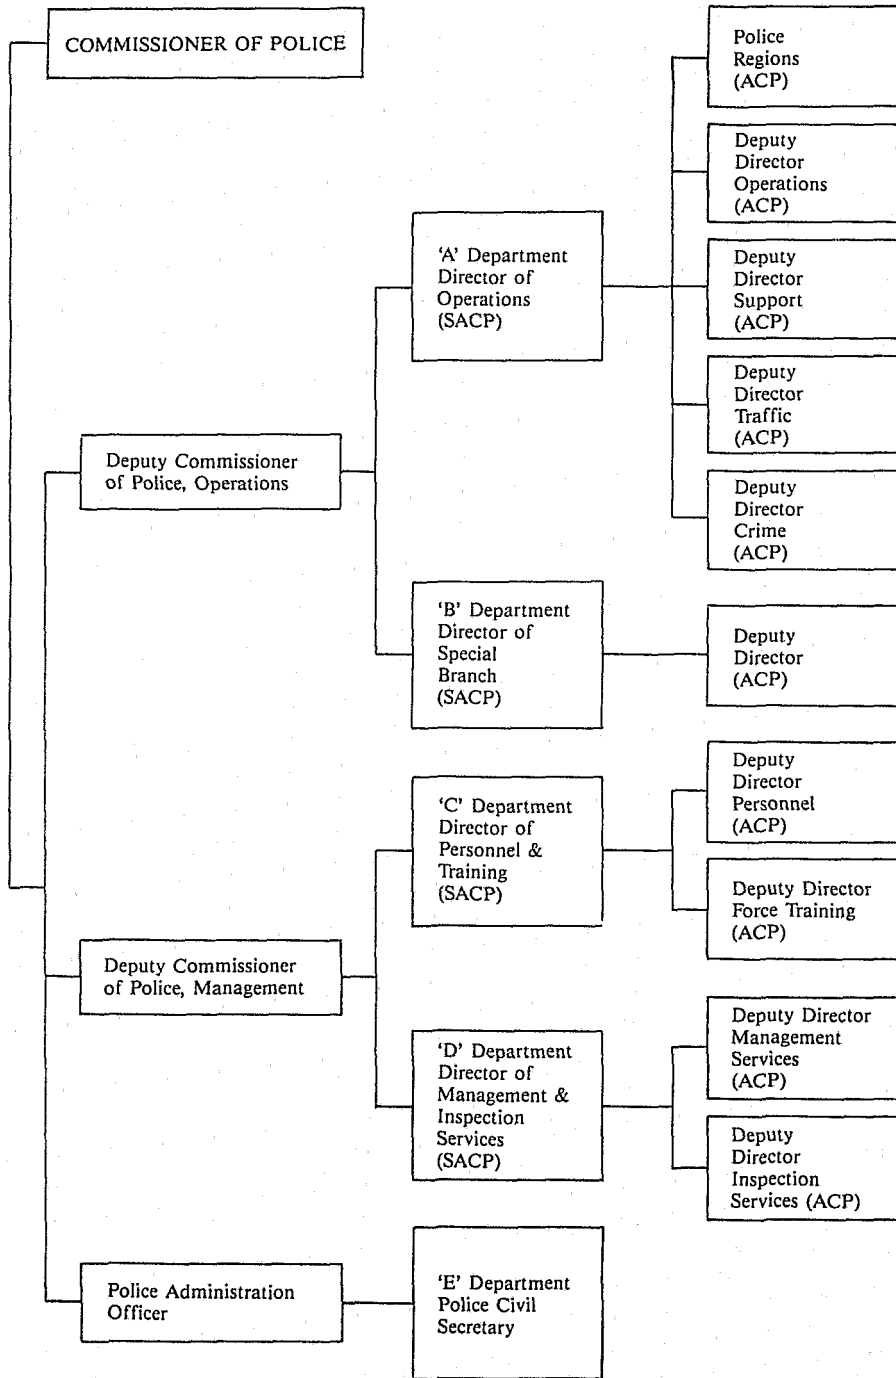 COMMISSIONER OF POLICE
Police
Regions
(ACP)
Deputy
Director
Operations
(ACP)
'A' Department
Director of
Operations
(SACP)
Deputy
Director
Support
(ACP)
Deputy
Director
Traffic
(ACP)
Deputy Commissioner
of Police, Operations
Deputy
Director
Crime
(ACP)
'B' Department
Director of
Special
Branch
(SACP)
Deputy
Director
(ACP)
Deputy
Director
Personnel
(ACP)
'C' Department
Director of
Personnel &
Training
(SACP)
Deputy Director
Force Training
(ACP)
Deputy Commissioner
of Police, Management
Deputy Director
Management
Services
(ACP)
'D' Department
Director of
Management &
Inspection
Services
(SACP)
Deputy
Director
Inspection
Services (ACP)
Police Administration
Officer
'E' Department
Police Civil
Secretary